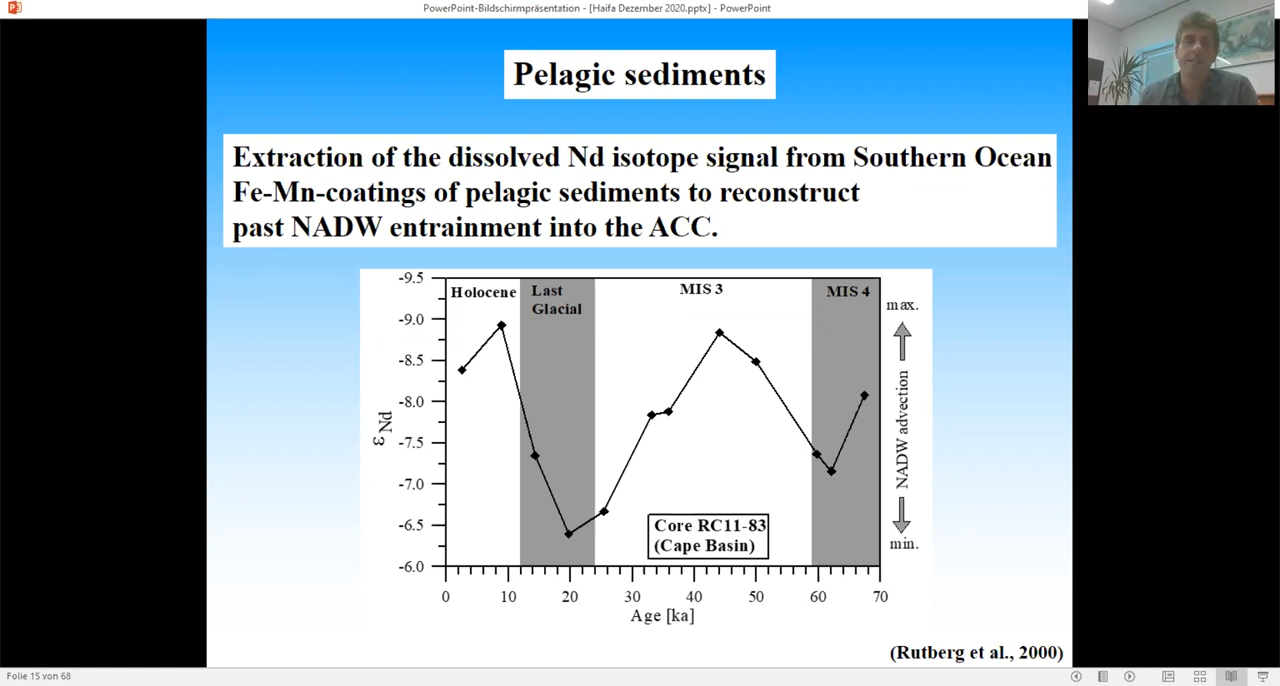 PowerPoint-Bildschirmpräsentation - [Haifa Dezember 2020.pptx] - PowerPoint
Pelagic sediments
Extraction of the dissolved Nd isotope signal from Southern Ocean
Fe-Mn-coatings of pelagic sediments to reconstruct
past NADW entrainment into the ACC.
-9.5
-9.0
-8.5
-8.0
-7.5
-7.0
-6.5
-6.0
εNd
Holocene
Last
Glacial
MIS 3
MIS 4
max.
NADW advection
min.
Core RC11-83
(Cape Basin)
0 10 20 30 40 50 60 70
Age [ka]
(Rutberg et al., 2000)
Folie 15 von 68